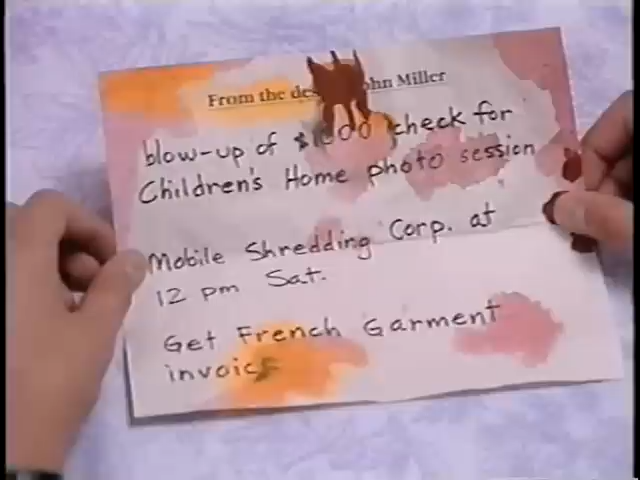 From the des John Miller
blow-up of $1000 check for
Children's Home photo session
Mobile Shredding Corp. at
12 pm Sat.
Get French Garment
invoice